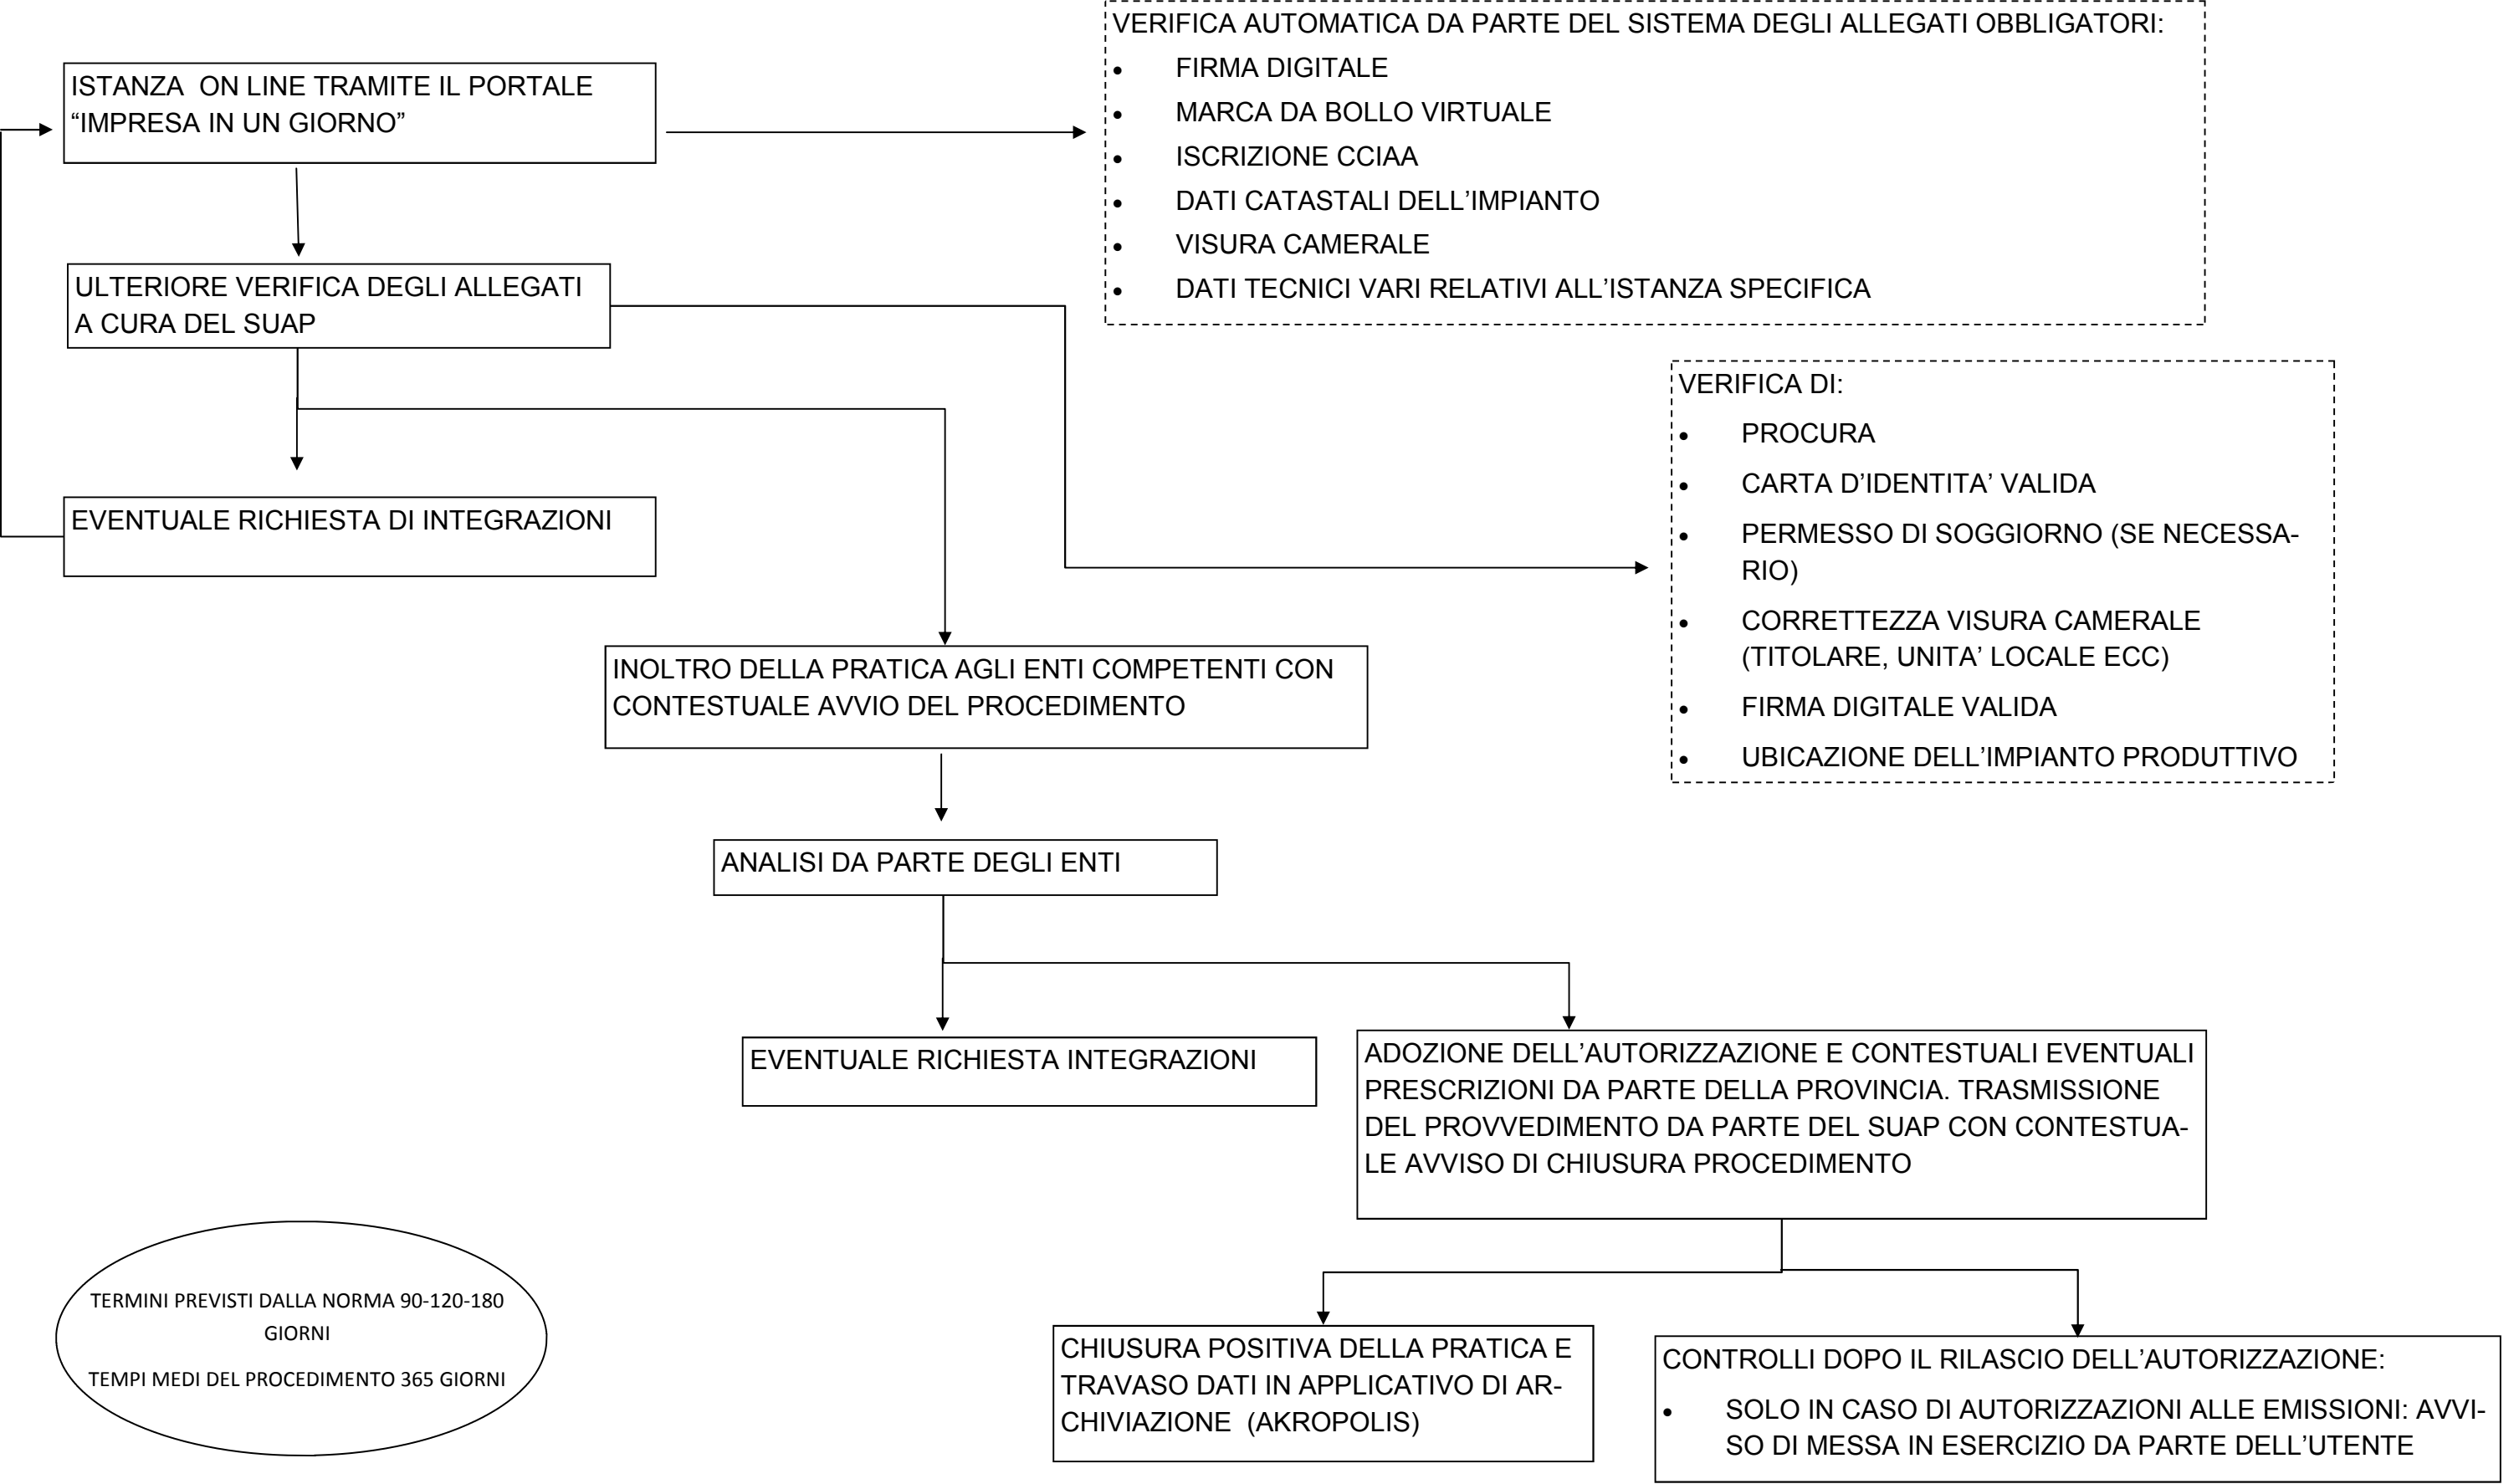 VERIFICA AUTOMATICA DA PARTE DEL SISTEMA DEGLI ALLEGATI OBBLIGATORI:
• FIRMA DIGITALE
• MARCA DA BOLLO VIRTUALE
• ISCRIZIONE CCIAA
• DATI CATASTALI DELL’IMPIANTO
• VISURA CAMERALE
• DATI TECNICI VARI RELATIVI ALL’ISTANZA SPECIFICA
ISTANZA ON LINE TRAMITE IL PORTALE
“IMPRESA IN UN GIORNO”
ULTERIORE VERIFICA DEGLI ALLEGATI
A CURA DEL SUAP
VERIFICA DI:
• PROCURA
• CARTA D’IDENTITA’ VALIDA
• PERMESSO DI SOGGIORNO (SE NECESSA-
RIO)
• CORRETTEZZA VISURA CAMERALE
(TITOLARE, UNITA’ LOCALE ECC)
• FIRMA DIGITALE VALIDA
• UBICAZIONE DELL’IMPIANTO PRODUTTIVO
EVENTUALE RICHIESTA DI INTEGRAZIONI
INOLTRO DELLA PRATICA AGLI ENTI COMPETENTI CON
CONTESTUALE AVVIO DEL PROCEDIMENTO
ANALISI DA PARTE DEGLI ENTI
EVENTUALE RICHIESTA INTEGRAZIONI
ADOZIONE DELL’AUTORIZZAZIONE E CONTESTUALI EVENTUALI
PRESCRIZIONI DA PARTE DELLA PROVINCIA. TRASMISSIONE
DEL PROVVEDIMENTO DA PARTE DEL SUAP CON CONTESTUA-
LE AVVISO DI CHIUSURA PROCEDIMENTO
TERMINI PREVISTI DALLA NORMA 90-120-180
GIORNI
TEMPI MEDI DEL PROCEDIMENTO 365 GIORNI
CHIUSURA POSITIVA DELLA PRATICA E
TRAVASO DATI IN APPLICATIVO DI AR-
CHIVIAZIONE (AKROPOLIS)
CONTROLLI DOPO IL RILASCIO DELL’AUTORIZZAZIONE:
• SOLO IN CASO DI AUTORIZZAZIONI ALLE EMISSIONI: AVVI-
SO DI MESSA IN ESERCIZIO DA PARTE DELL’UTENTE